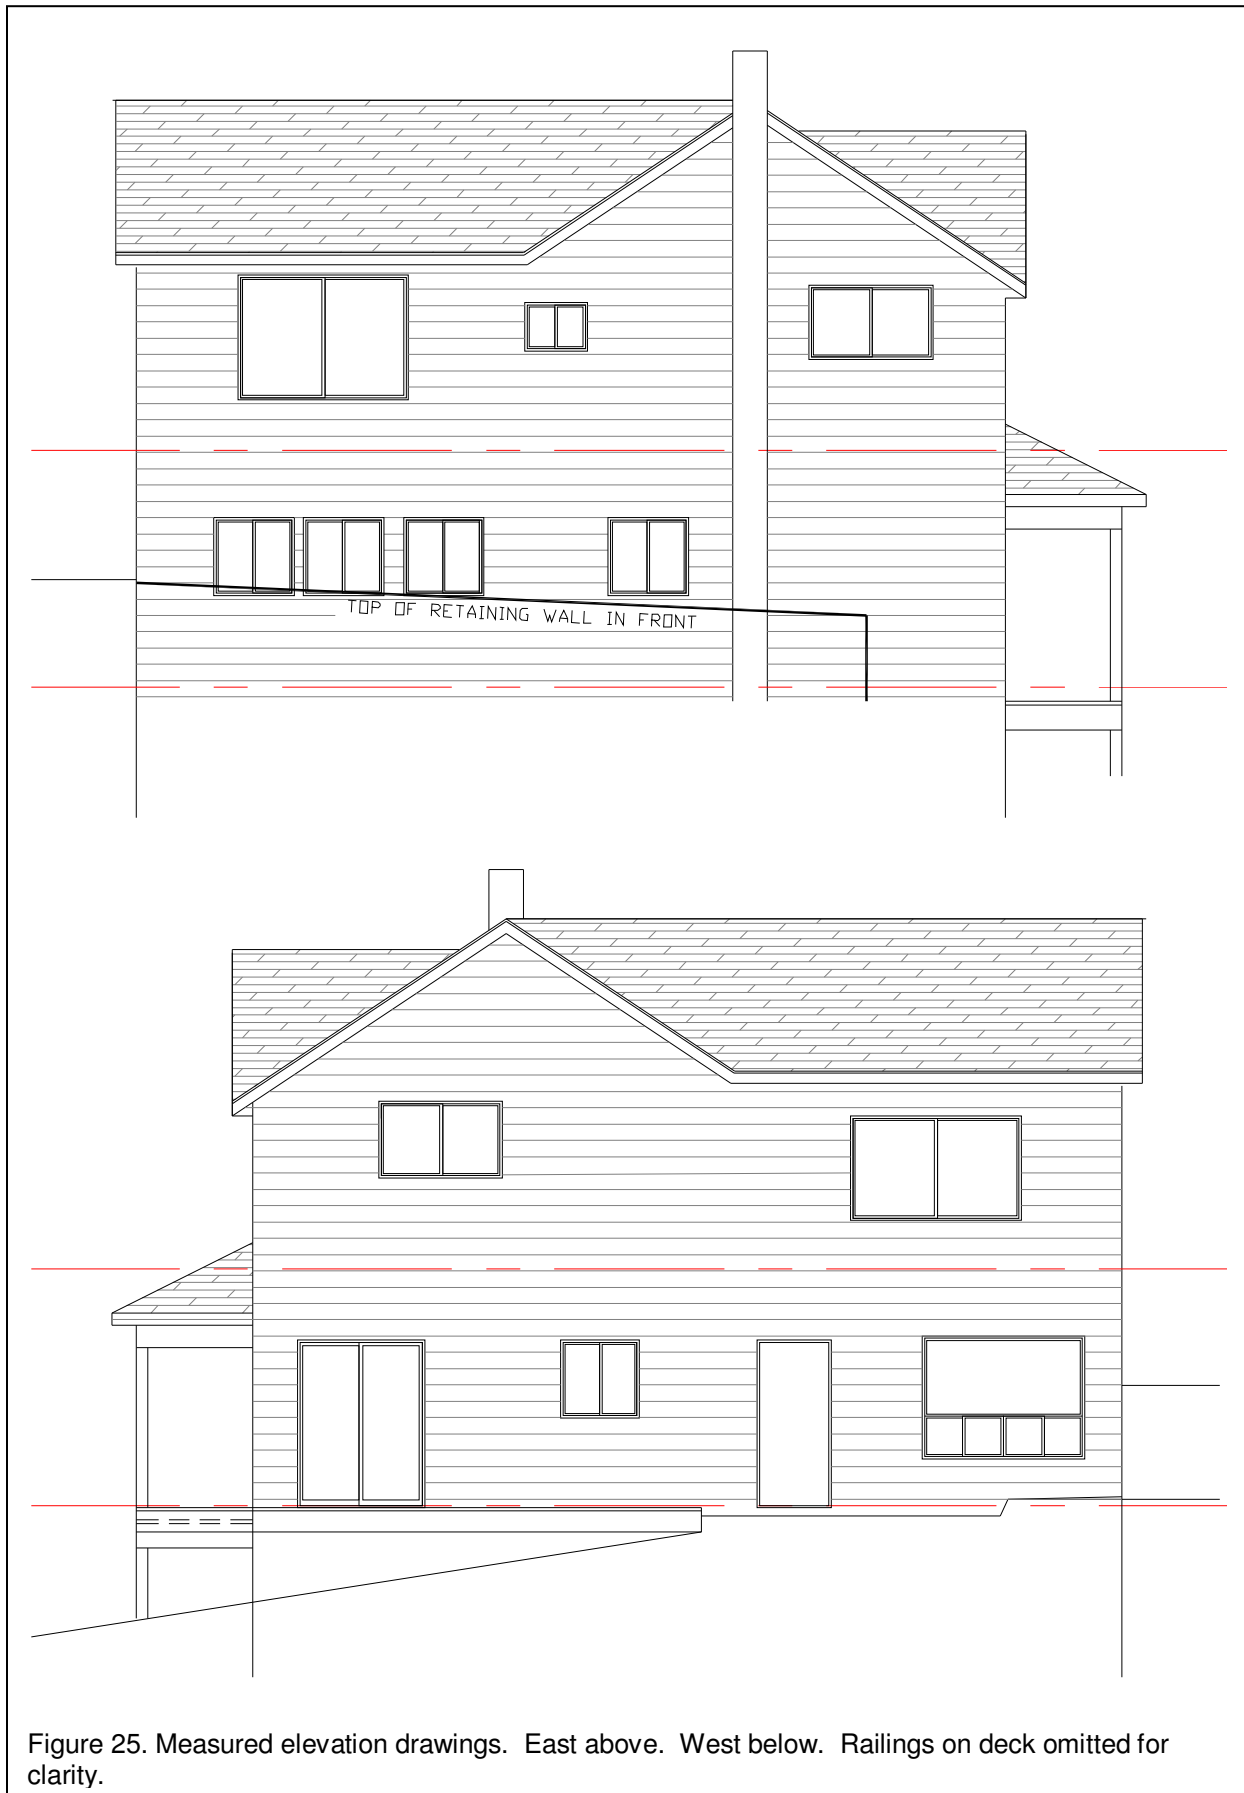 TOP OF RETAINING WALL IN FRONT
Figure 25. Measured elevation drawings.  East above.  West below.  Railings on deck omitted for
clarity.